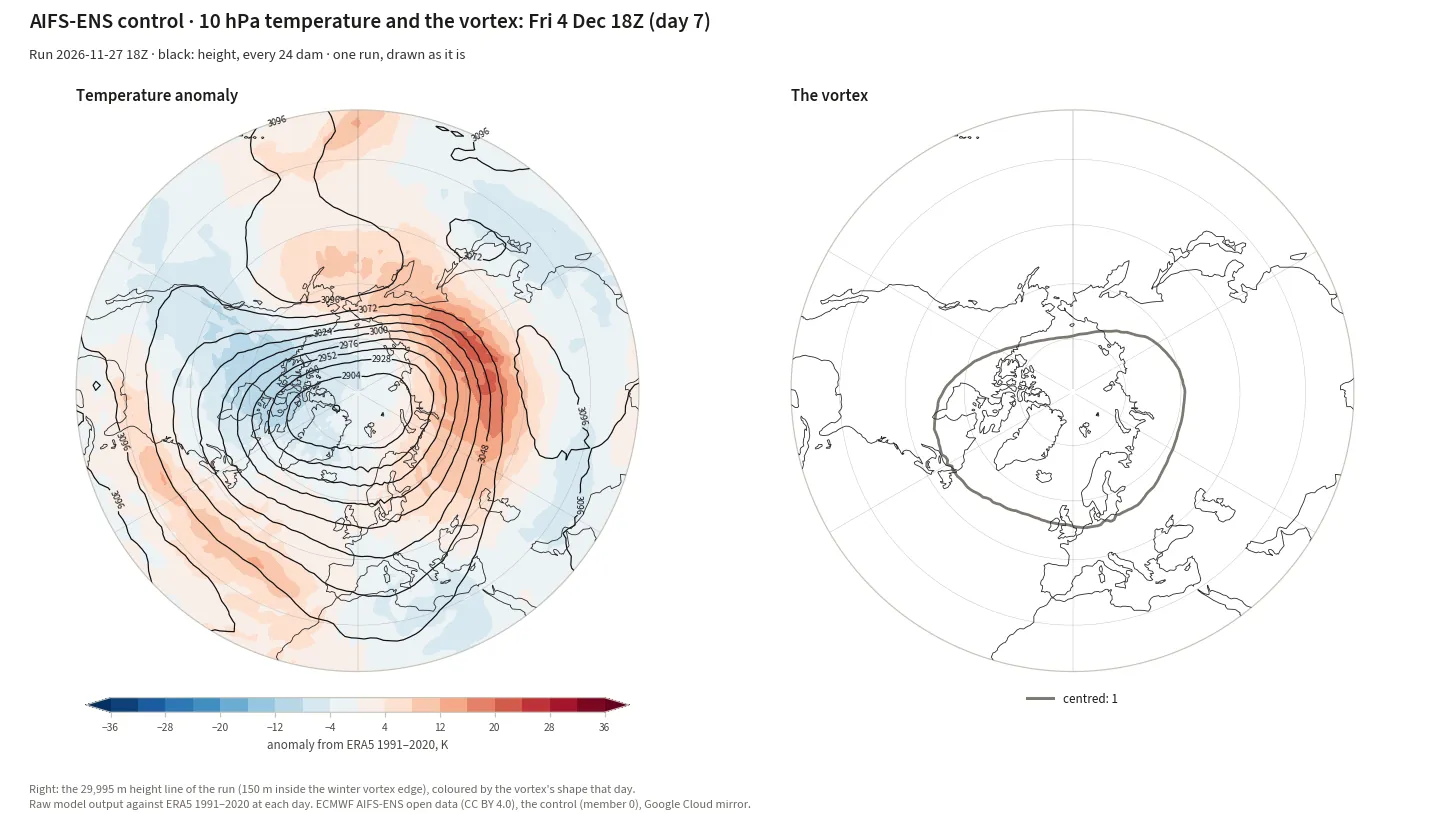 AIFS-ENS control · 10 hPa temperature and the vortex: Fri 4 Dec 18Z (day 7)
Run 2026-11-27 18Z · black: height, every 24 dam · one run, drawn as it is
Temperature anomaly
The vortex
3096
3096
3072
3096
3072
3024
3000
2976
2952
2928
2904
3096
3096
3048
3096
3096
centred: 1
−36 −28 −20 −12 −4 4 12 20 28 36
anomaly from ERA5 1991–2020, K
Right: the 29,995 m height line of the run (150 m inside the winter vortex edge), coloured by the vortex's shape that day.
Raw model output against ERA5 1991–2020 at each day. ECMWF AIFS-ENS open data (CC BY 4.0), the control (member 0), Google Cloud mirror.